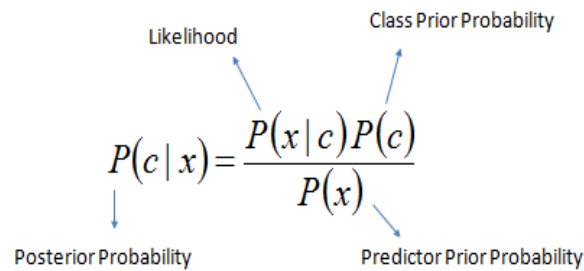 Likelihood
Class Prior Probability
P(c | x) = P(x | c)P(c) / P(x)
Posterior Probability
Predictor Prior Probability